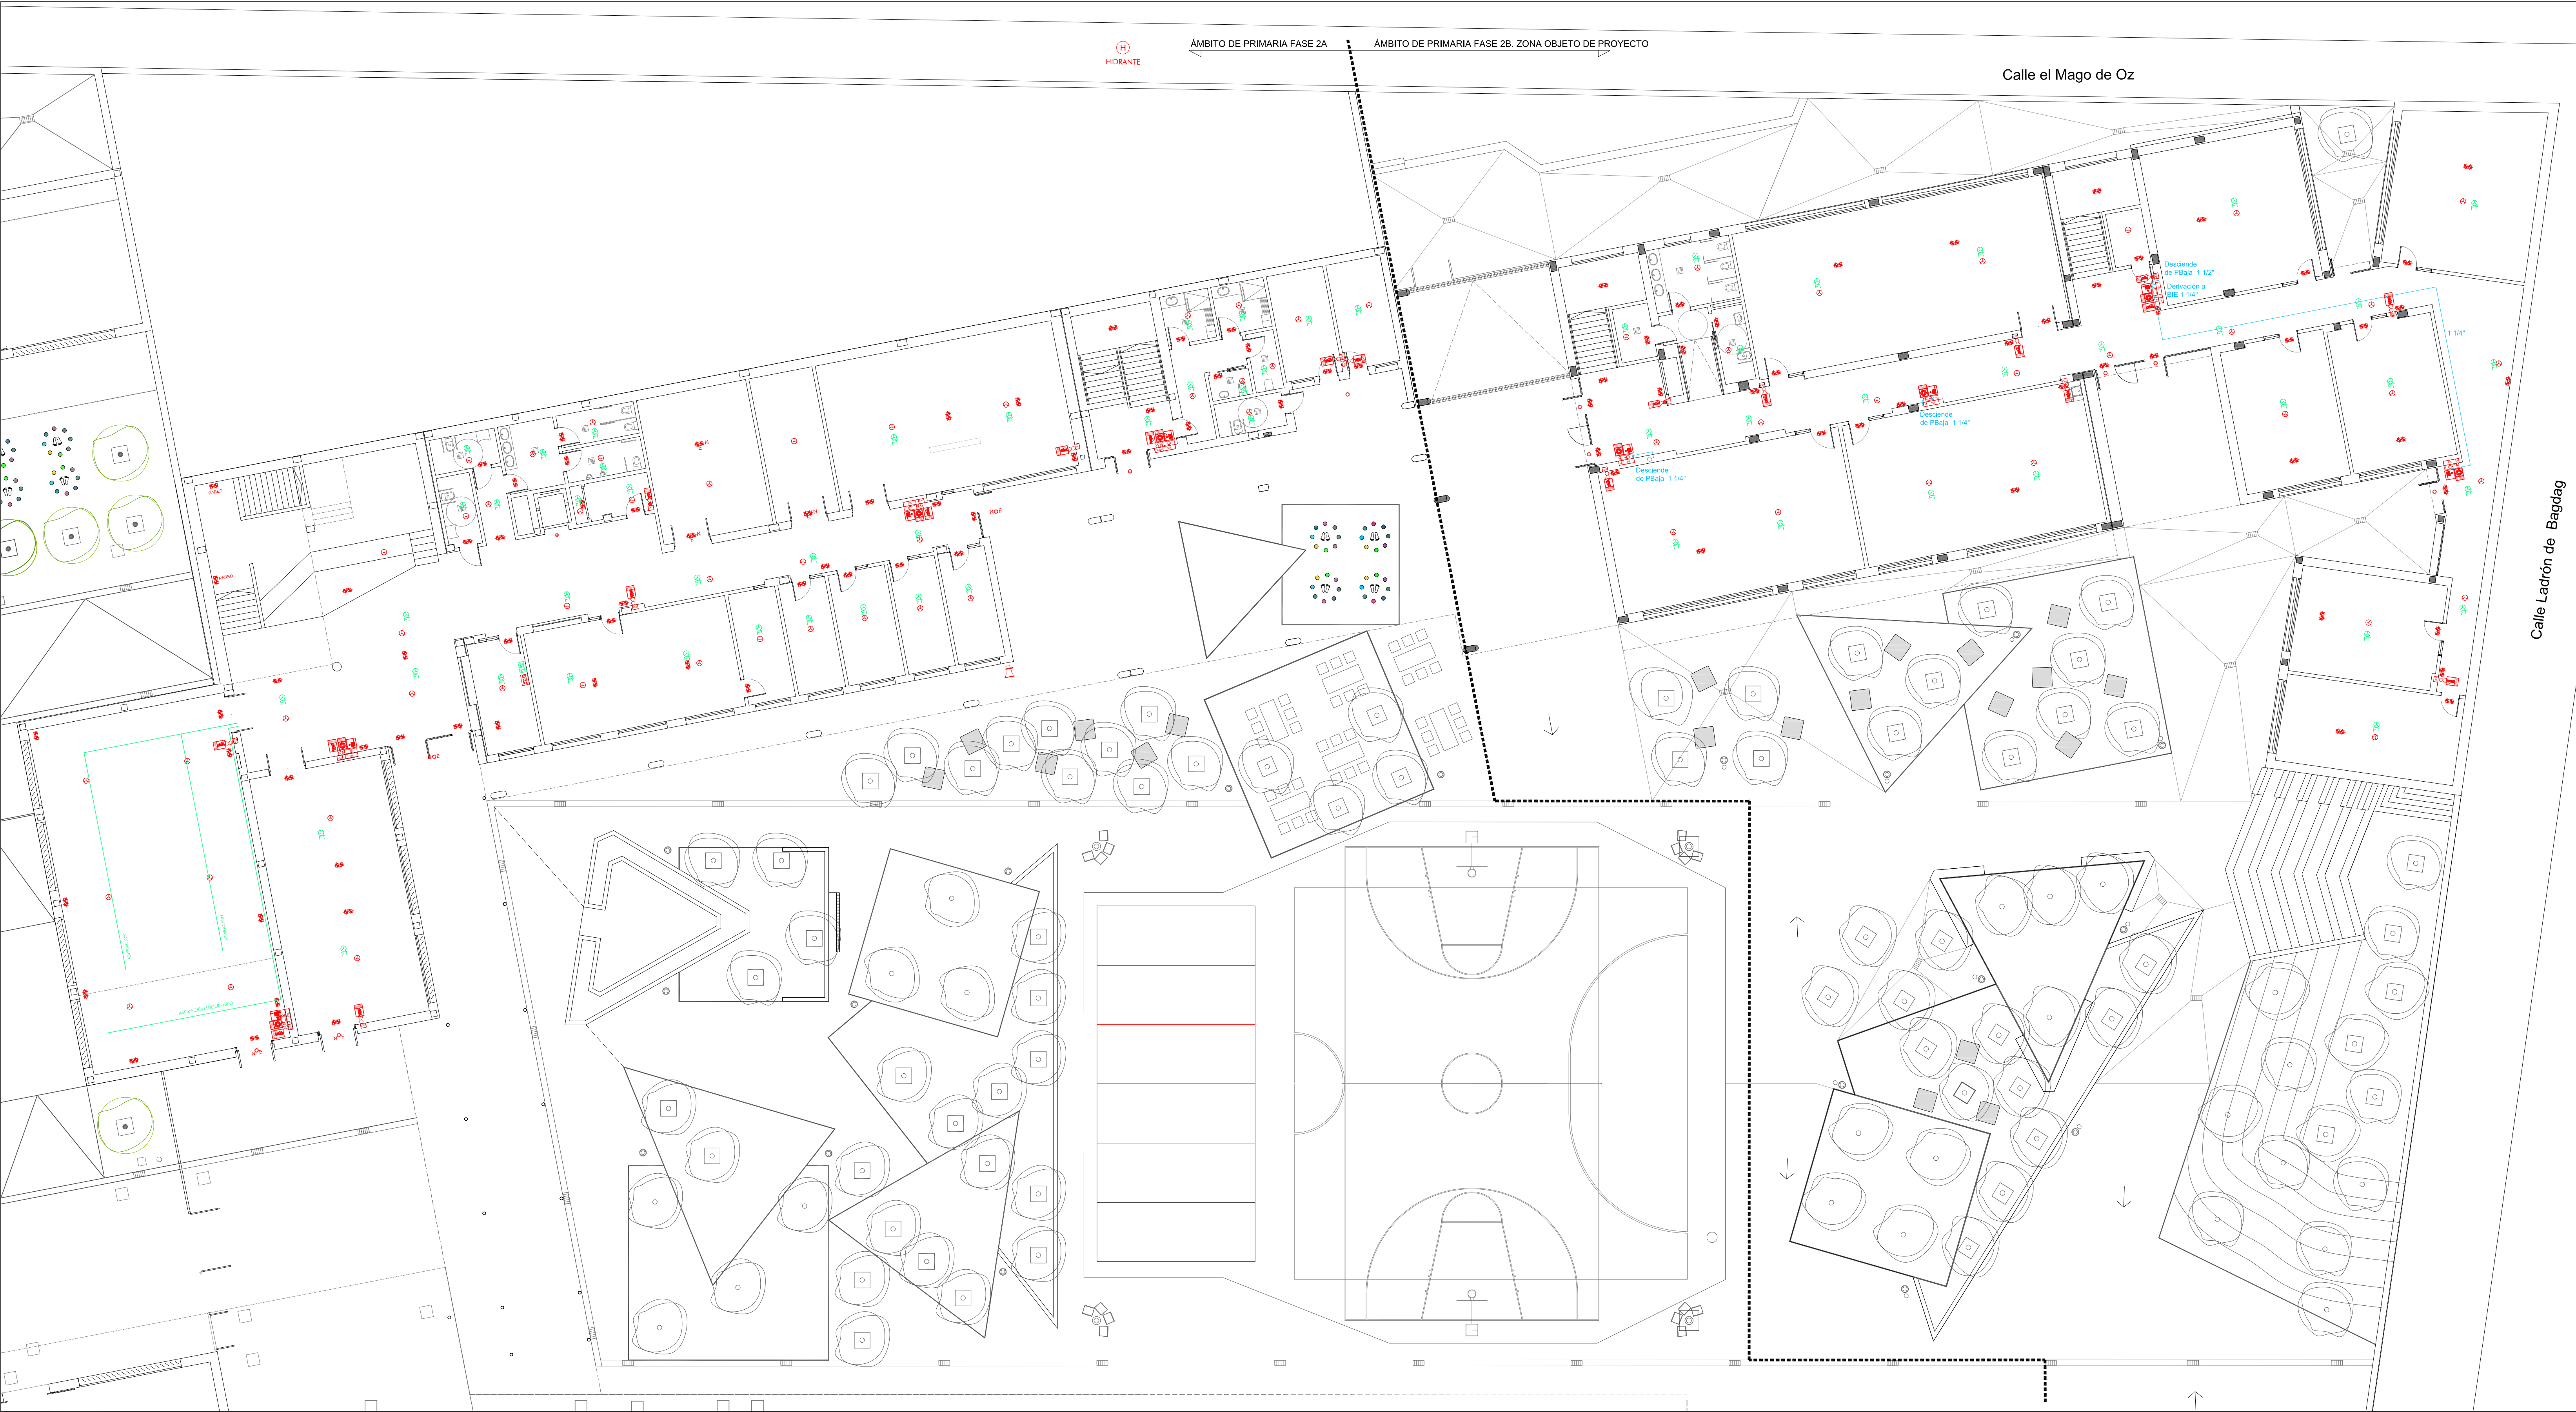 ÁMBITO DE PRIMARIA FASE 2A
ÁMBITO DE PRIMARIA FASE 2B. ZONA OBJETO DE PROYECTO
H
HIDRANTE
Calle el Mago de Oz
Desciende
de PBaja 1 1/2"
Derivación a
BIE 1 1/4"
1 1/4"
Desciende
de PBaja 1 1/4"
Desciende
de PBaja 1 1/4"
Calle Ladrón de Bagdag
PARED
PARED